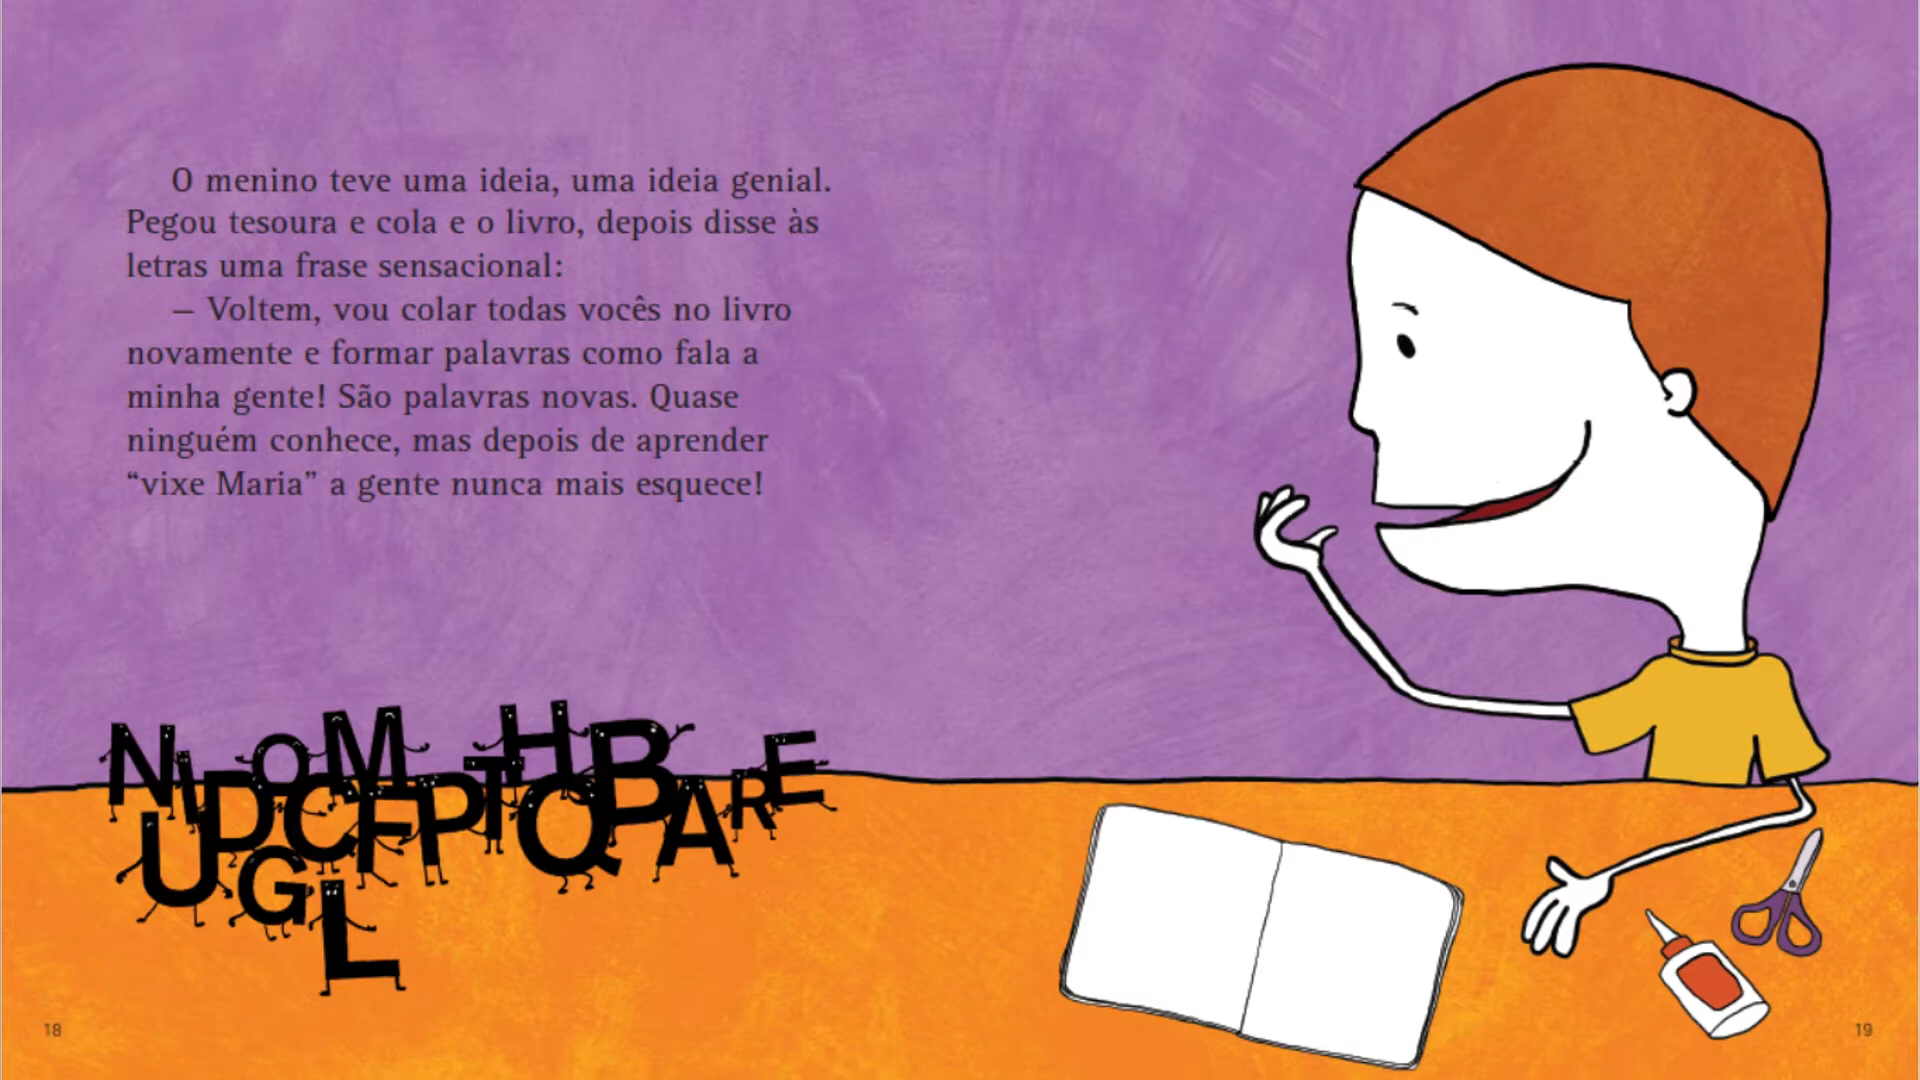 O menino teve uma ideia, uma ideia genial.
Pegou tesoura e cola e o livro, depois disse às
letras uma frase sensacional:
— Voltem, vou colar todas vocês no livro
novamente e formar palavras como fala a
minha gente! São palavras novas. Quase
ninguém conhece, mas depois de aprender
“vixe Maria” a gente nunca mais esquece!
N I O M T H B R E
U D C F P Q A
G
L
18
19